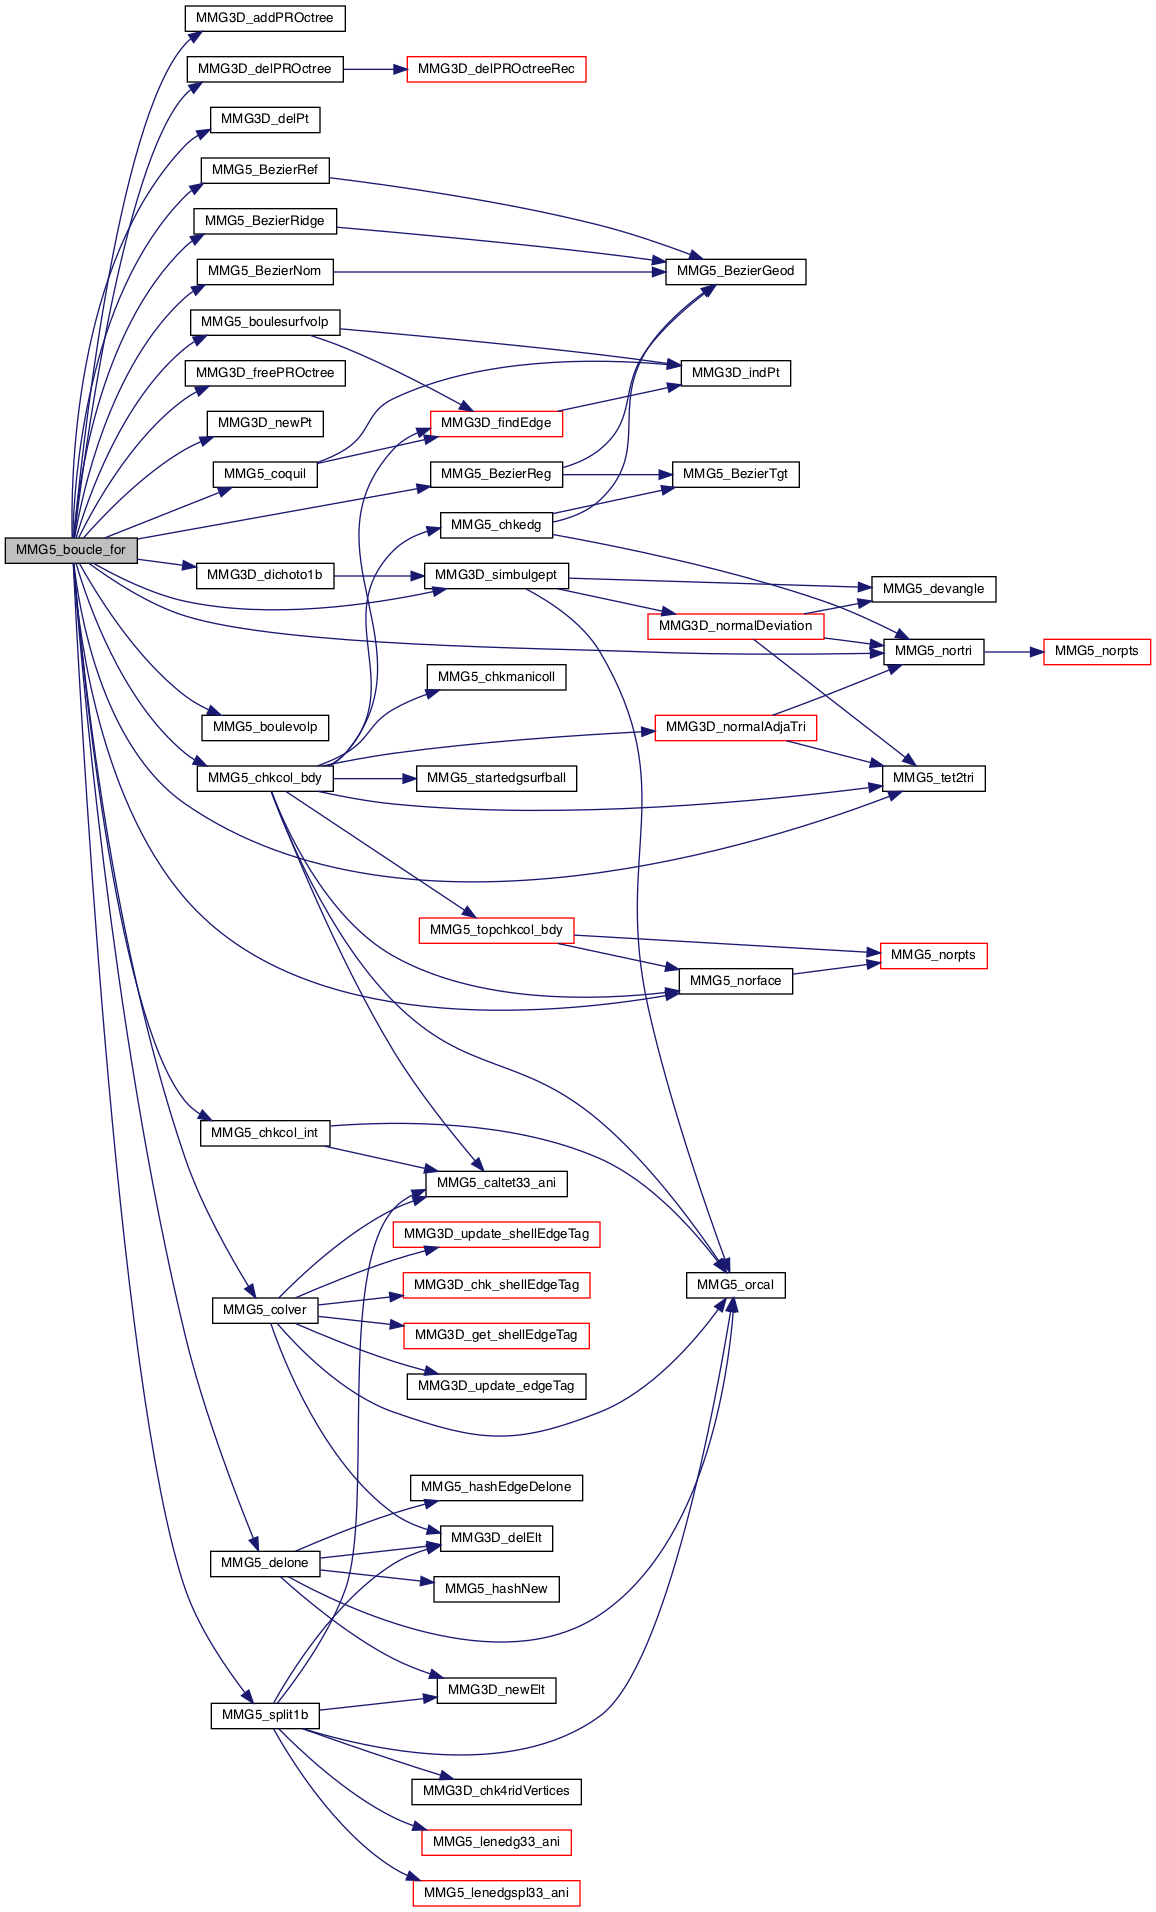 MMG3D_addPROctree
MMG3D_delPROctree
MMG3D_delPROctreeRec
MMG3D_delPt
MMG5_BezierRef
MMG5_BezierRidge
MMG5_BezierNom
MMG5_BezierGeod
MMG5_boulesurfvolp
MMG3D_freePROctree
MMG3D_indPt
MMG3D_newPt
MMG3D_findEdge
MMG5_coquil
MMG5_BezierReg
MMG5_BezierTgt
MMG5_chkedg
MMG5_boucle_for
MMG3D_dichoto1b
MMG3D_simbulgept
MMG5_devangle
MMG3D_normalDeviation
MMG5_nortri
MMG5_norpts
MMG5_chkmanicoll
MMG5_boulevolp
MMG3D_normalAdjaTri
MMG5_chkcol_bdy
MMG5_startedgsurfball
MMG5_tet2tri
MMG5_topchkcol_bdy
MMG5_norpts
MMG5_norface
MMG5_chkcol_int
MMG5_caltet33_ani
MMG3D_update_shellEdgeTag
MMG3D_chk_shellEdgeTag
MMG5_orcal
MMG5_colver
MMG3D_get_shellEdgeTag
MMG3D_update_edgeTag
MMG5_hashEdgeDelone
MMG3D_delElt
MMG5_delone
MMG5_hashNew
MMG3D_newElt
MMG5_split1b
MMG3D_chk4ridVertices
MMG5_lenedg33_ani
MMG5_lenedgspl33_ani